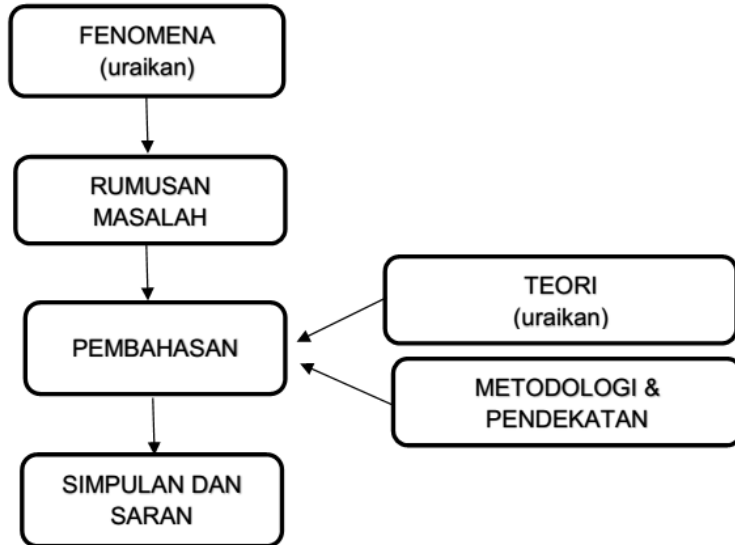 FENOMENA
(uraikan)
RUMUSAN
MASALAH
PEMBAHASAN
TEORI
(uraikan)
METODOLOGI &
PENDEKATAN
SIMPULAN DAN
SARAN